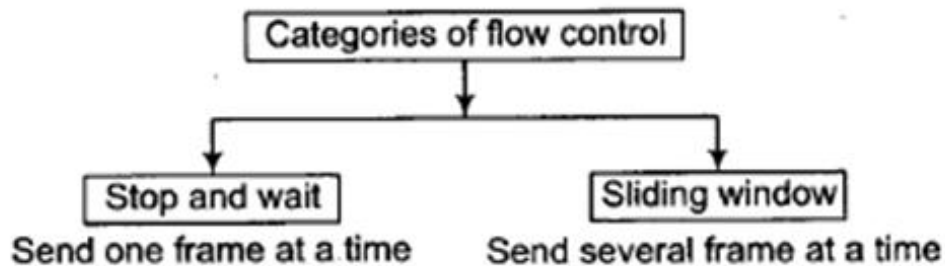 Categories of flow control
Stop and wait
Sliding window
Send one frame at a time
Send several frame at a time